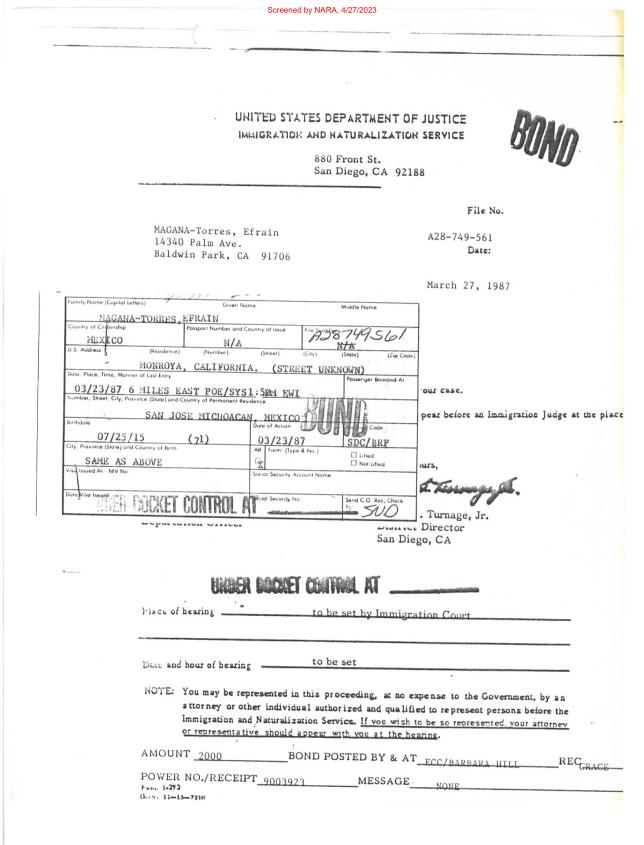 Screened by NARA, 4/27/2023
UNITED STATES DEPARTMENT OF JUSTICE
IMMIGRATION AND NATURALIZATION SERVICE
BOND
880 Front St.
San Diego, CA 92188
File No.
MAGANA-Torres, Efrain
14340 Palm Ave.
Baldwin Park, CA 91706
A28-749-561
Date:
March 27, 1987
Family Name (Capital Letters) Given Name Middle Name
MAGANA-TORRES, EFRAIN
Country of Citizenship Passport Number and Country of Issue File
MEXICO N/A A28749561
N/A
U.S. Address (Residence) (Number) (Street) (City) (State) (Zip Code)
MONROYA, CALIFORNIA, (STREET UNKNOWN)
Date, Place, Time, Manner of Last Entry Passenger Boarded At
03/23/87 6 MILES EAST POE/SYS1:5PM EWI
our case.
Number, Street, City, Province (State) and Country of Permanent Residence
SAN JOSE MICHOACAN, MEXICO
BOND
pear before an Immigration Judge at the place
Birthdate Date of Action Code
07/25/15 (71) 03/23/87 SDC/BRF
City, Province (State) and Country of Birth AR Form: (Type & No.) Lifted
SAME AS ABOVE Not Lifted
urs,
Visa Issued At NIV No. Social Security Account Name
Date Visa Issued Social Security No. Send C.O. Rec. Check To:
UNDER DOCKET CONTROL AT SND
. Turnage, Jr.
Deportation Officer
District Director
San Diego, CA
UNDER DOCKET CONTROL AT
Place of hearing to be set by Immigration Court
Date and hour of hearing to be set
NOTE: You may be represented in this proceeding, at no expense to the Government, by an
attorney or other individual authorized and qualified to represent persons before the
Immigration and Naturalization Service. If you wish to be so represented, your attorney
or representative should appear with you at the hearing.
AMOUNT 2000 BOND POSTED BY & AT ECC/BARBARA HILL REC GRACE
POWER NO./RECEIPT 9003923 MESSAGE NONE
Form I-293